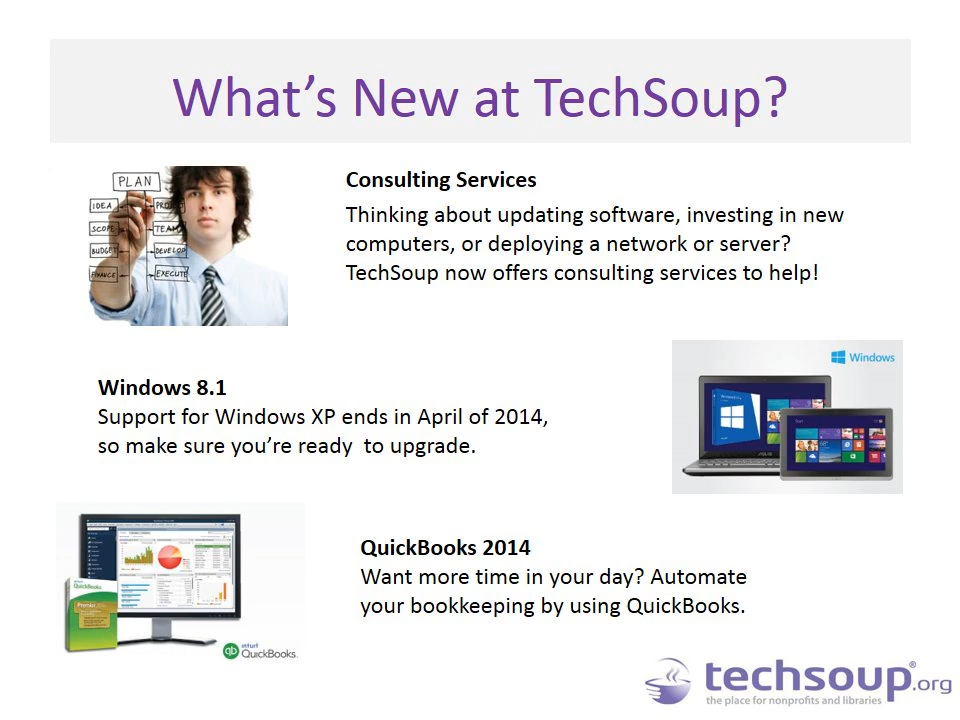 What's New at TechSoup?
PLAN
IDEA
SCOPE
BUDGET
FINANCE
TEAM
DEVELOP
EXECUTE
Consulting Services
Thinking about updating software, investing in new
computers, or deploying a network or server?
TechSoup now offers consulting services to help!
Windows 8.1
Support for Windows XP ends in April of 2014,
so make sure you're ready  to upgrade.
Windows
ASUS
QuickBooks
Premier
intuit
QuickBooks.
qb
QuickBooks 2014
Want more time in your day? Automate
your bookkeeping by using QuickBooks.
techsoup®.org
the place for nonprofits and libraries